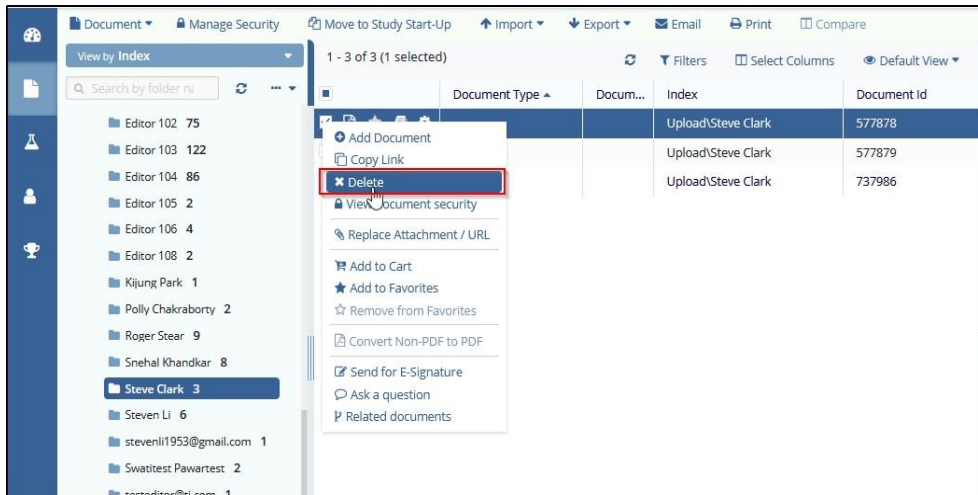 Document Manage Security Move to Study Start-Up Import Export Email Print Compare
View by Index
1 - 3 of 3 (1 selected) Filters Select Columns Default View
Search by folder na
Document Type Docum... Index Document Id
Editor 102 75
Editor 103 122
Editor 104 86
Editor 105 2
Editor 106 4
Editor 108 2
Kijung Park 1
Polly Chakraborty 2
Roger Stear 9
Snehal Khandkar 8
Steve Clark 3
Steven Li 6
stevenli1953@gmail.com 1
Swatitest Pawartest 2
testeditor@ti.com 1
Add Document
Copy Link
Delete
View Document security
Replace Attachment / URL
Add to Cart
Add to Favorites
Remove from Favorites
Convert Non-PDF to PDF
Send for E-Signature
Ask a question
Related documents
Upload\Steve Clark 577878
Upload\Steve Clark 577879
Upload\Steve Clark 737986